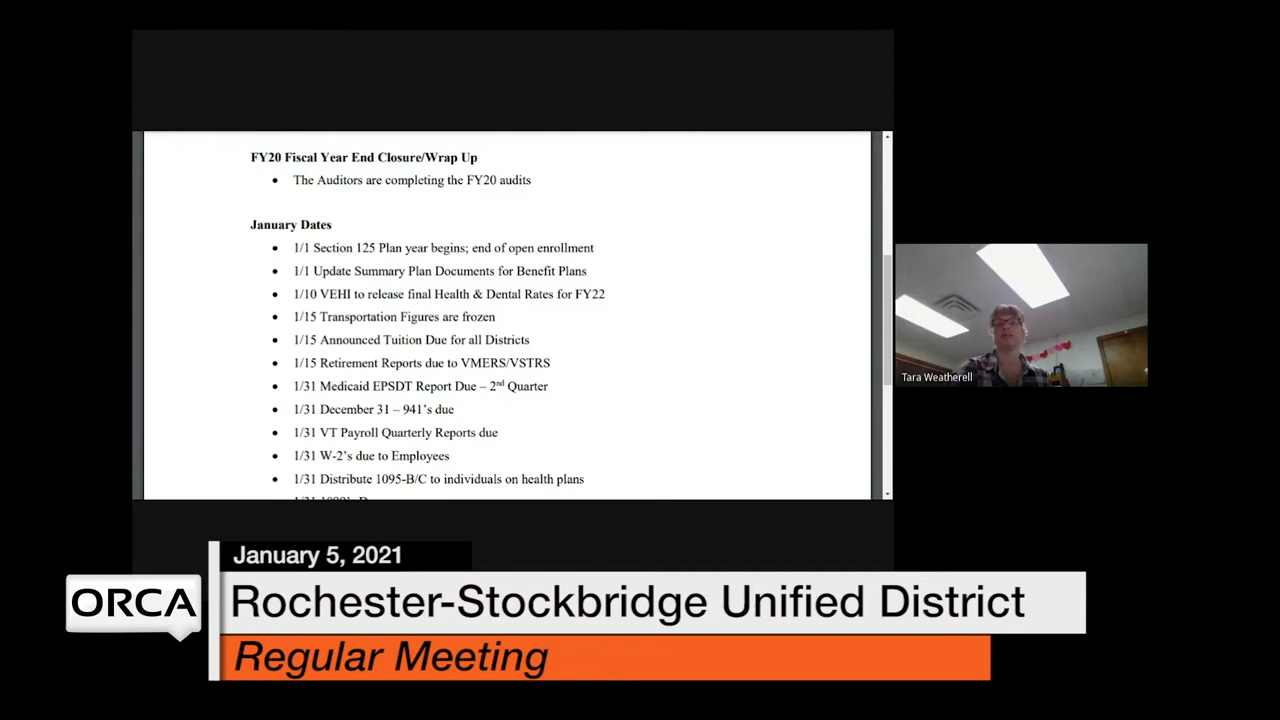 FY20 Fiscal Year End Closure/Wrap Up
• The Auditors are completing the FY20 audits
January Dates
• 1/1 Section 125 Plan year begins; end of open enrollment
• 1/1 Update Summary Plan Documents for Benefit Plans
• 1/10 VEHI to release final Health & Dental Rates for FY22
• 1/15 Transportation Figures are frozen
• 1/15 Announced Tuition Due for all Districts
• 1/15 Retirement Reports due to VMERS/VSTRS
• 1/31 Medicaid EPSDT Report Due – 2nd Quarter
• 1/31 December 31 – 941’s due
• 1/31 VT Payroll Quarterly Reports due
• 1/31 W-2’s due to Employees
• 1/31 Distribute 1095-B/C to individuals on health plans
Tara Weatherell
January 5, 2021
ORCA
Rochester-Stockbridge Unified District
Regular Meeting